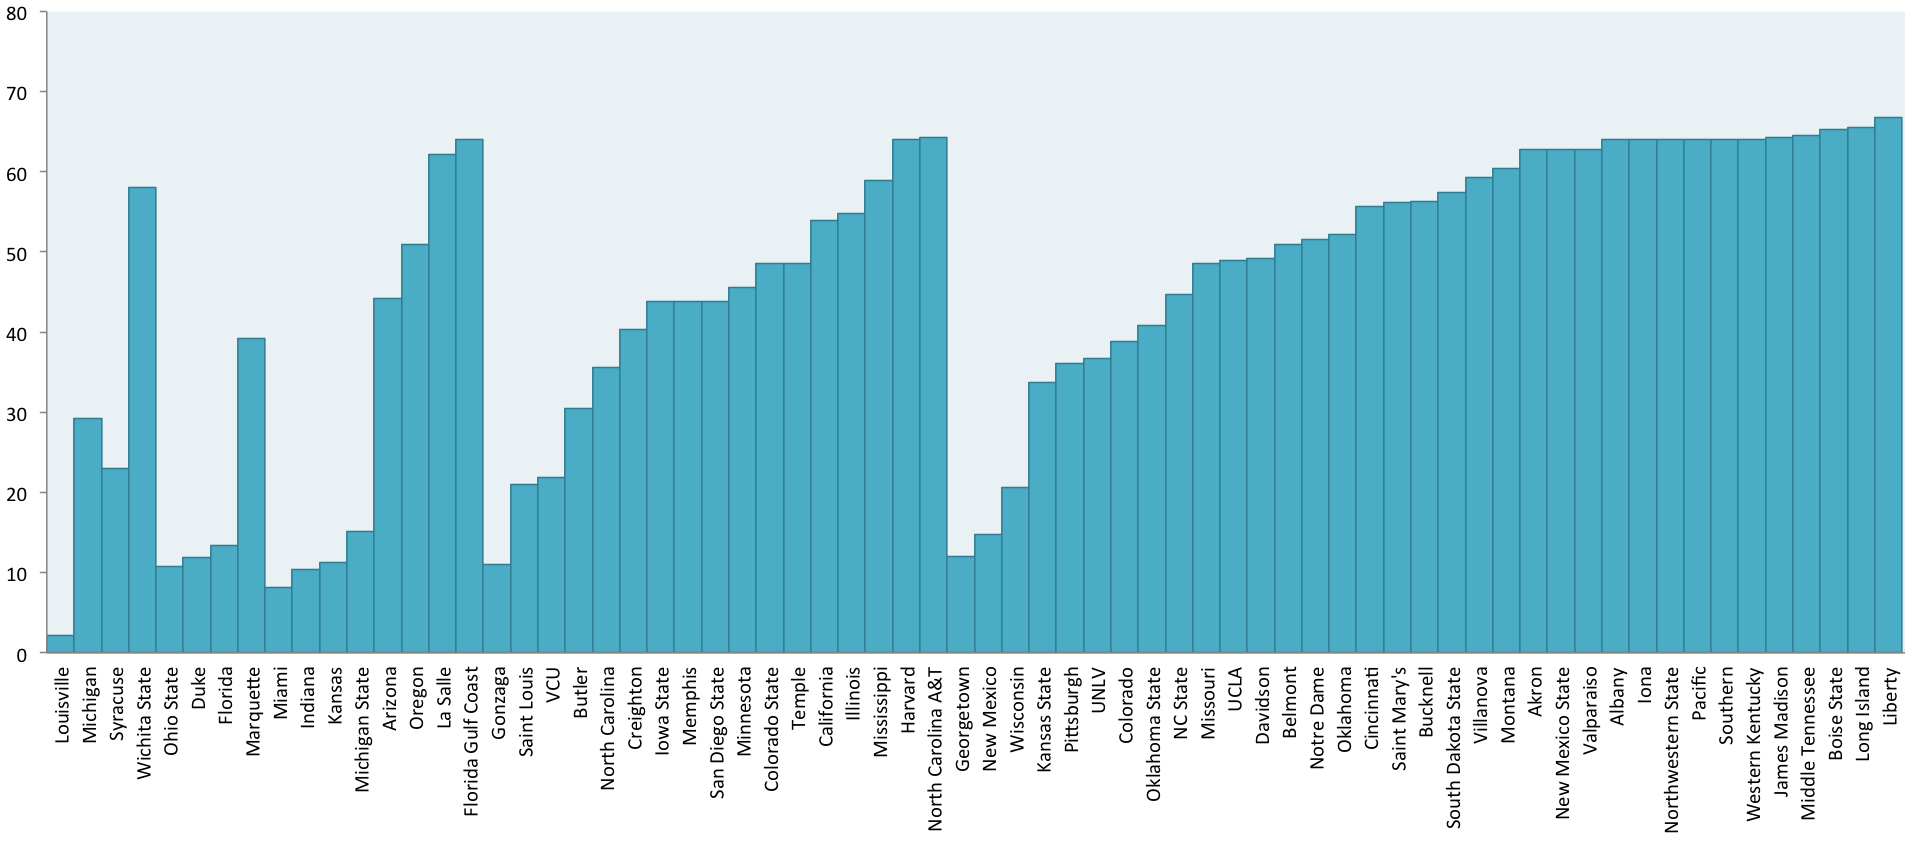 80
70
60
50
40
30
20
10
0
Louisville
Michigan
Syracuse
Wichita State
Ohio State
Duke
Florida
Marquette
Miami
Indiana
Kansas
Michigan State
Arizona
Oregon
La Salle
Florida Gulf Coast
Gonzaga
Saint Louis
VCU
Butler
North Carolina
Creighton
Iowa State
Memphis
San Diego State
Minnesota
Colorado State
Temple
California
Illinois
Mississippi
Harvard
North Carolina A&T
Georgetown
New Mexico
Wisconsin
Kansas State
Pittsburgh
UNLV
Colorado
Oklahoma State
NC State
Missouri
UCLA
Davidson
Belmont
Notre Dame
Oklahoma
Cincinnati
Saint Mary's
Bucknell
South Dakota State
Villanova
Montana
Akron
New Mexico State
Valparaiso
Albany
Iona
Northwestern State
Pacific
Southern
Western Kentucky
James Madison
Middle Tennessee
Boise State
Long Island
Liberty